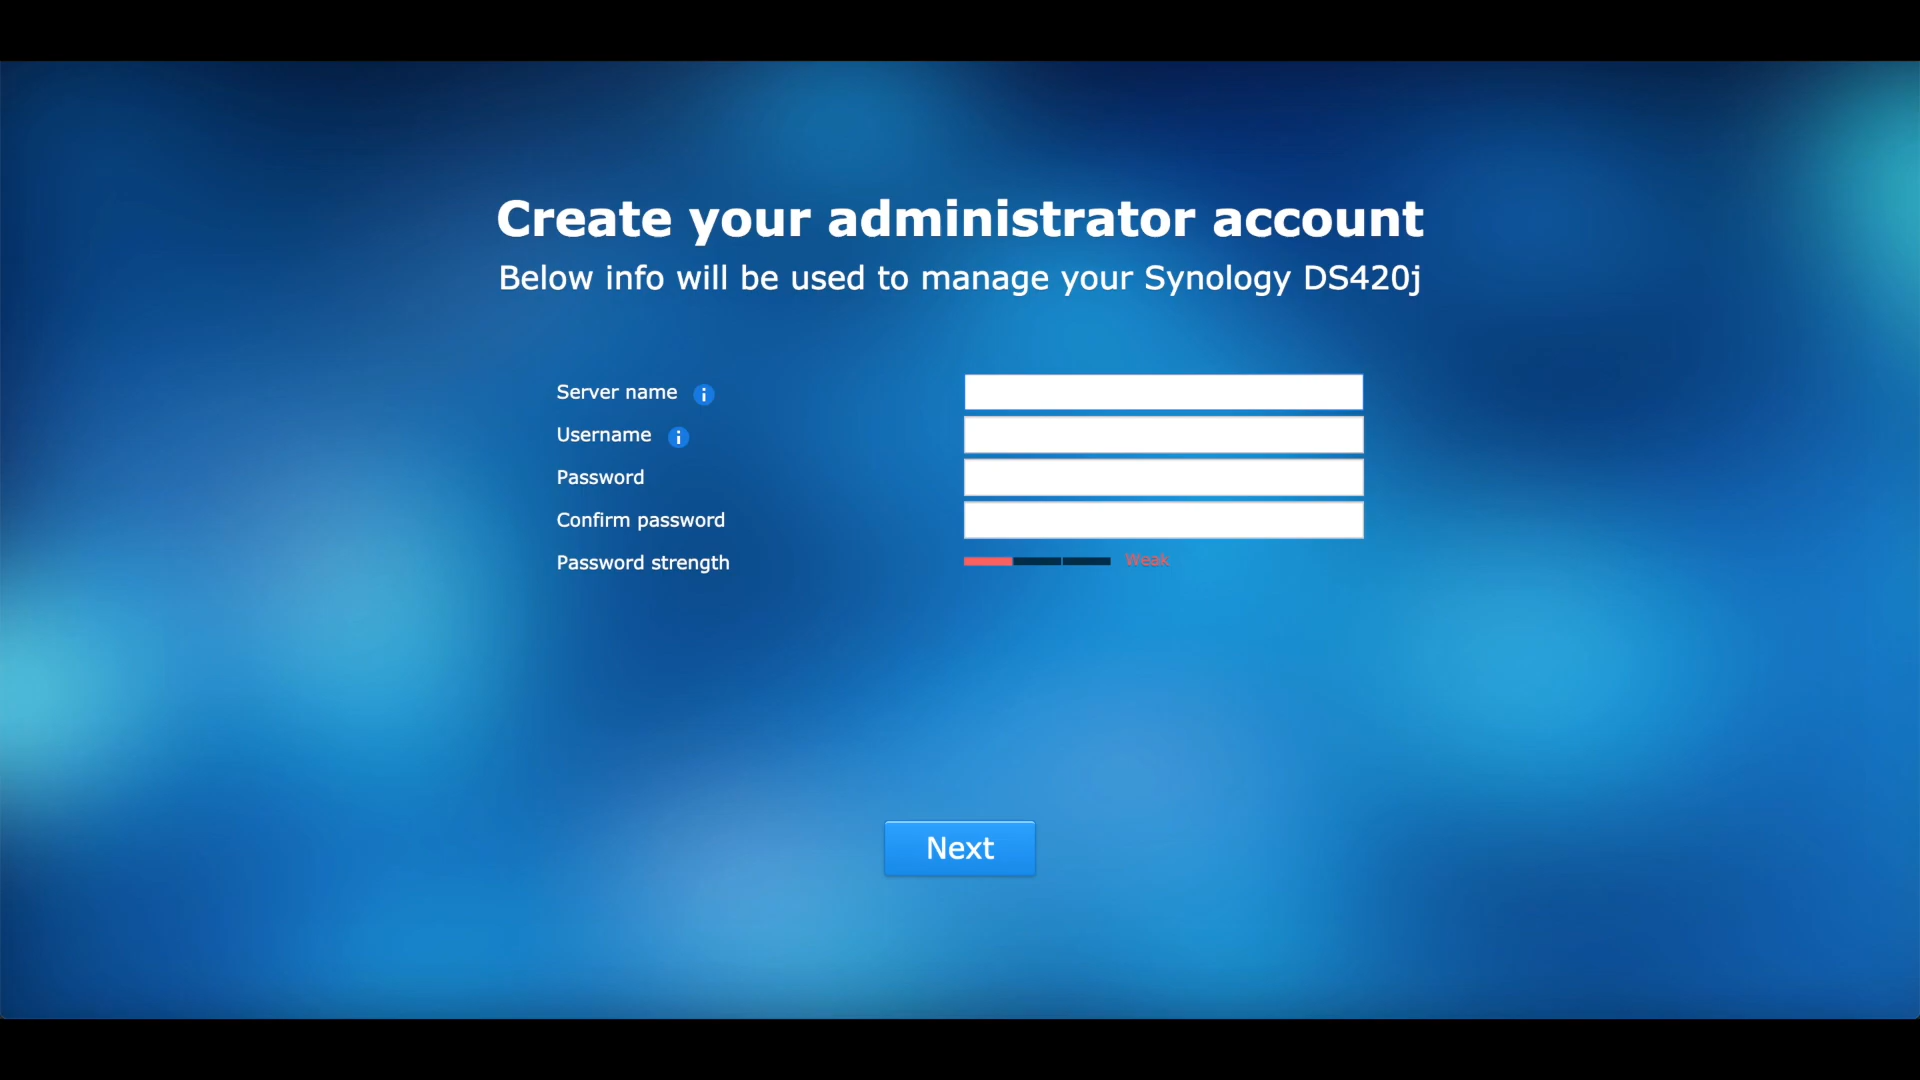 Create your administrator account
Below info will be used to manage your Synology DS420j
Server name i
Username i
Password
Confirm password
Password strength Weak
Next